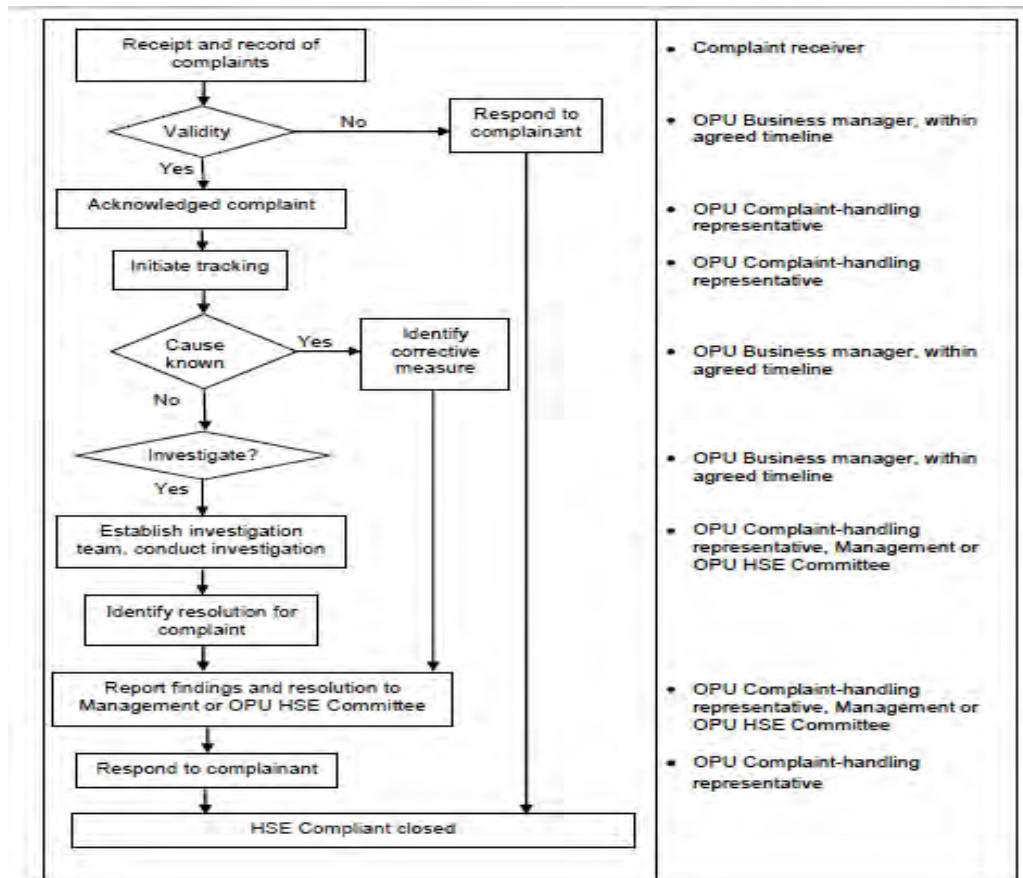 Receipt and record of
complaints
• Complaint receiver
Validity
No
Respond to
complainant
• OPU Business manager, within
agreed timeline
Yes
Acknowledged complaint
• OPU Complaint-handling
representative
Initiate tracking
• OPU Complaint-handling
representative
Cause
known
Yes
Identify
corrective
measure
• OPU Business manager, within
agreed timeline
No
Investigate?
• OPU Business manager, within
agreed timeline
Yes
Establish investigation
team, conduct investigation
• OPU Complaint-handling
representative, Management or
OPU HSE Committee
Identify resolution for
complaint
Report findings and resolution to
Management or OPU HSE Committee
• OPU Complaint-handling
representative, Management or
OPU HSE Committee
Respond to complainant
• OPU Complaint-handling
representative
HSE Compliant closed